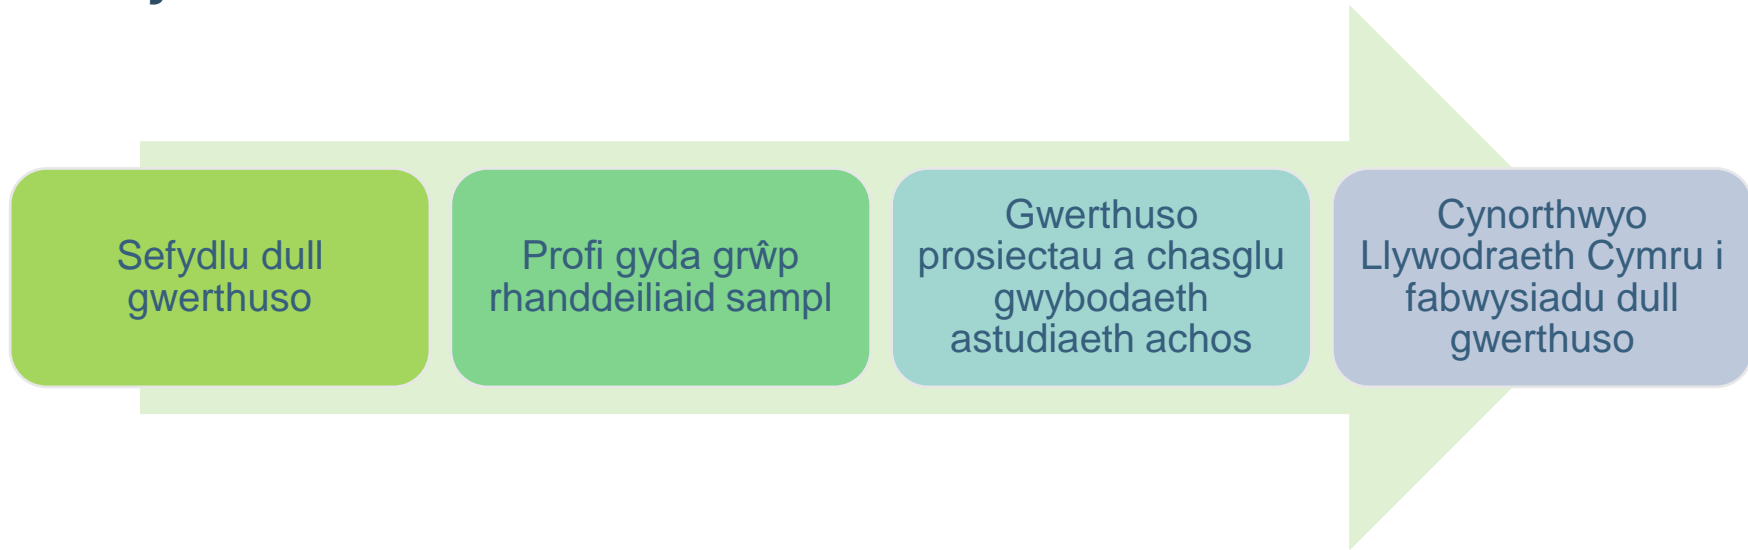 Sefydlu dull
gwerthuso
Profi gyda grŵp
rhanddeiliaid sampl
Gwerthuso
prosiectau a chasglu
gwybodaeth
astudiaeth achos
Cynorthwyo
Llywodraeth Cymru i
fabwysiadu dull
gwerthuso